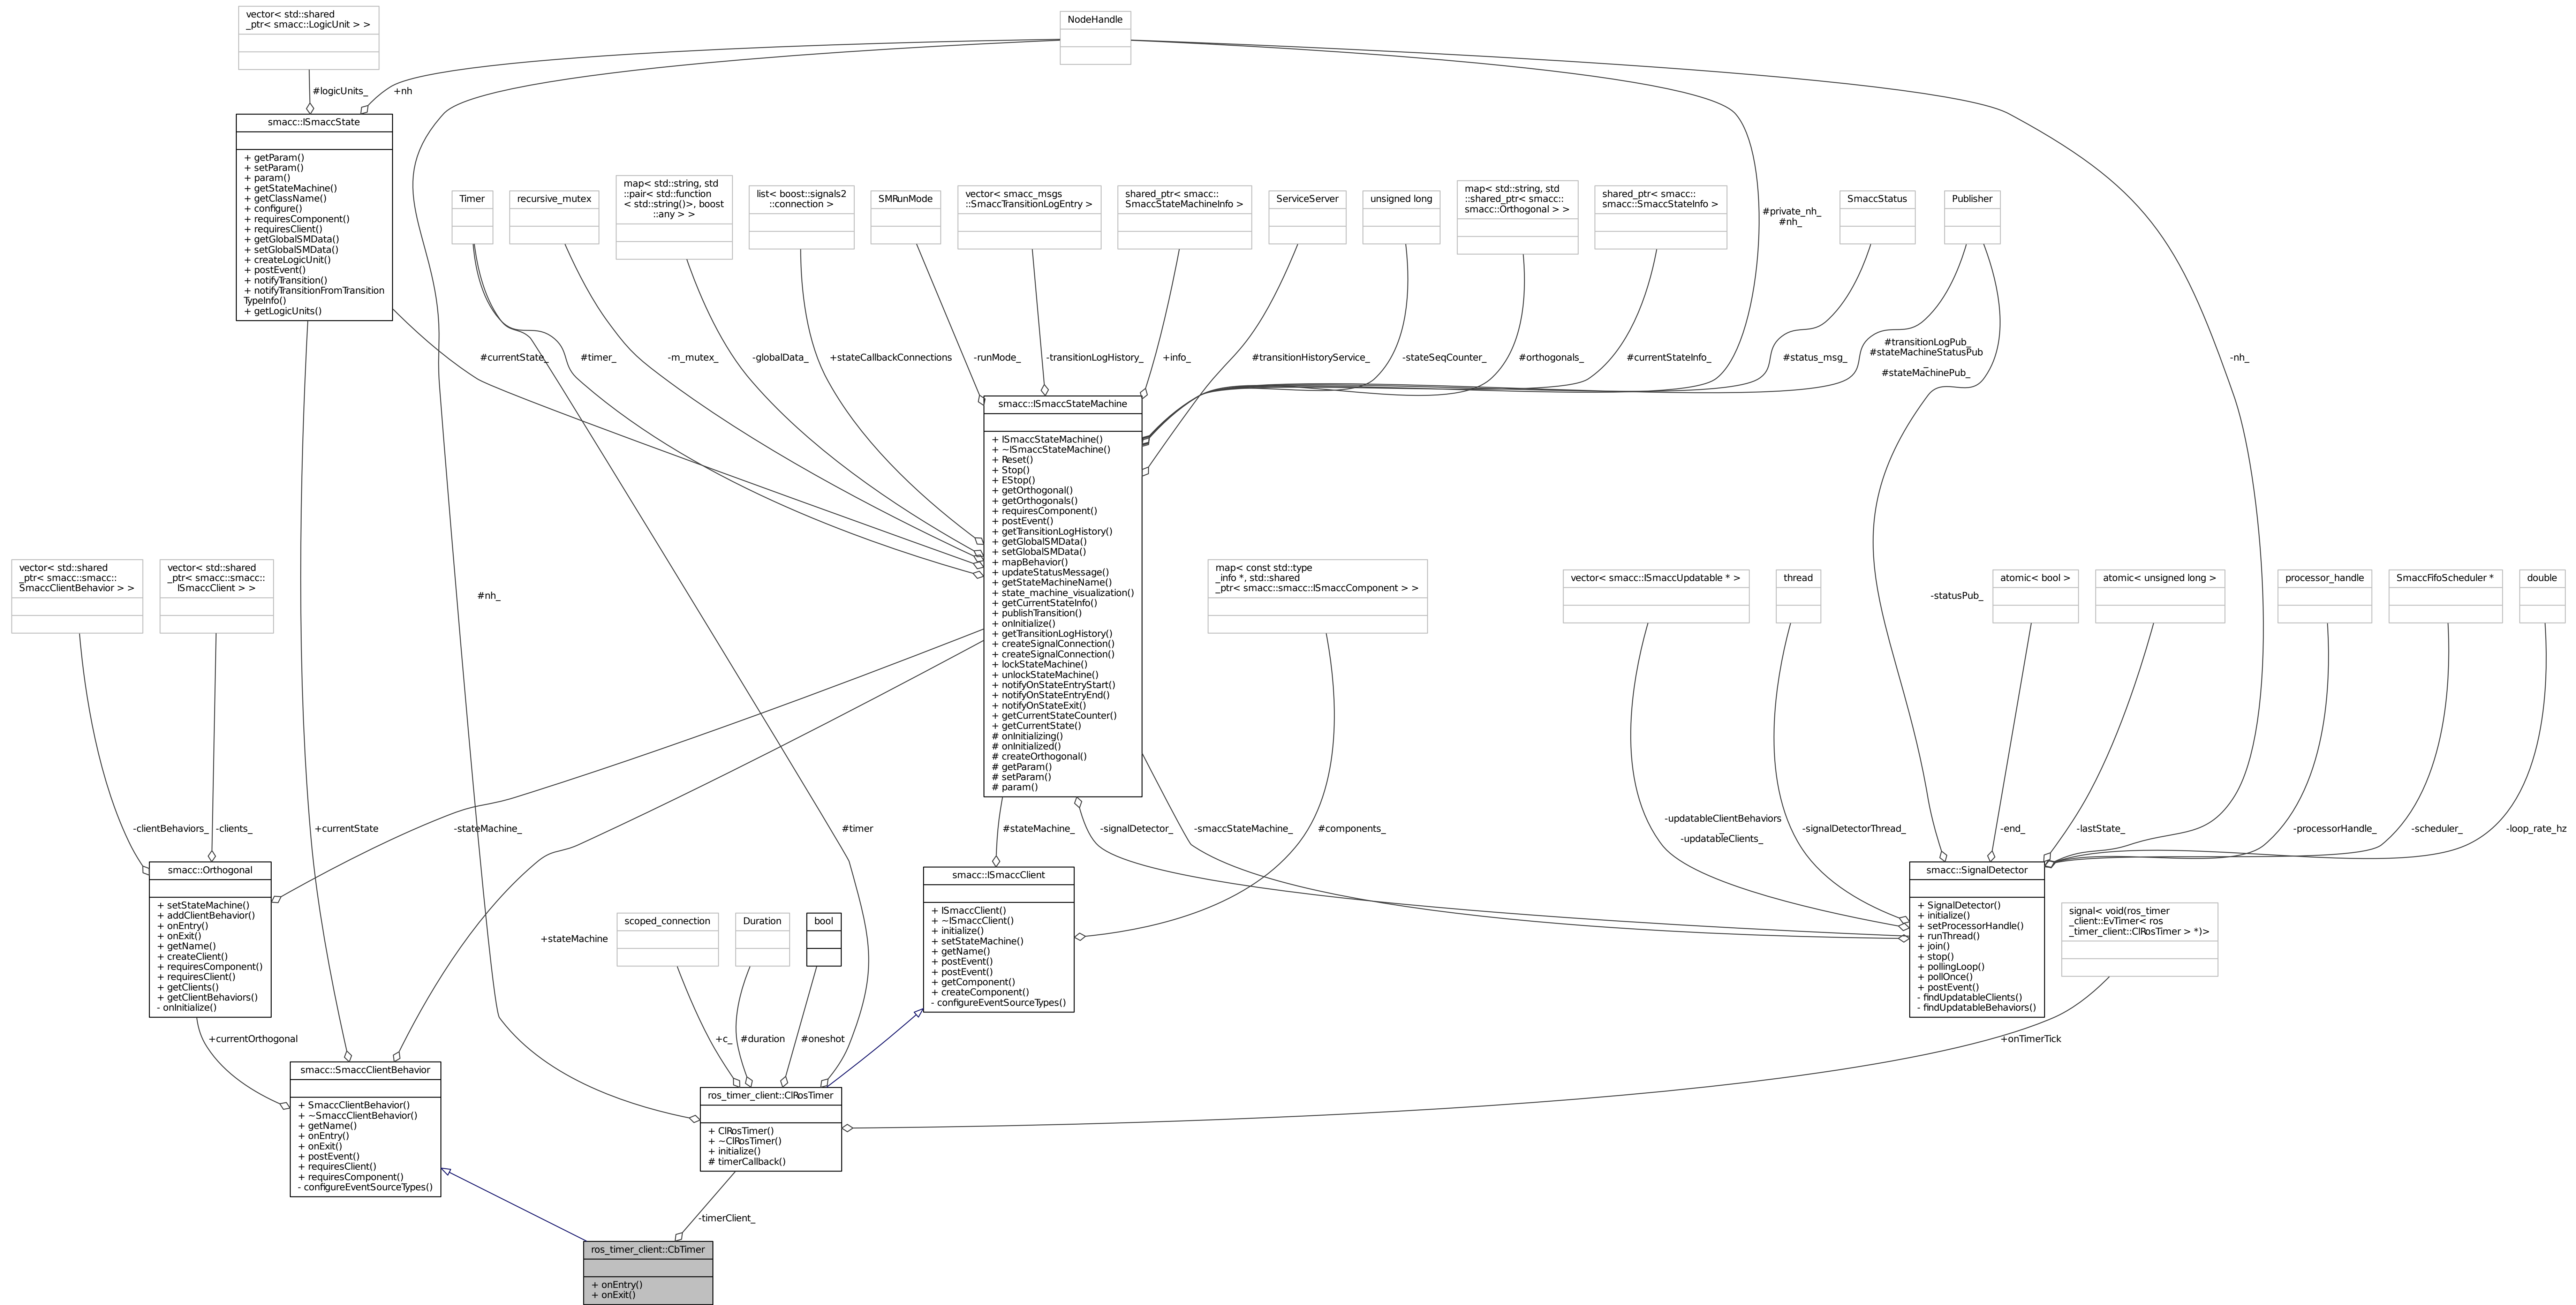 vector< std::shared
_ptr< smacc::LogicUnit > >
NodeHandle
#logicUnits_
+nh
smacc::ISmaccState
+ getParam()
+ setParam()
+ param()
+ getStateMachine()
+ getClassName()
+ configure()
+ requiresComponent()
+ requiresClient()
+ getGlobalSMData()
+ setGlobalSMData()
+ createLogicUnit()
+ postEvent()
+ notifyTransition()
+ notifyTransitionFromTransition
TypeInfo()
+ getLogicUnits()
Timer
recursive_mutex
map< std::string, std
::pair< std::function
< std::string()>, boost
::any > >
list< boost::signals2
::connection >
SMRunMode
vector< smacc_msgs
::SmaccTransitionLogEntry >
shared_ptr< smacc::
SmaccStateMachineInfo >
ServiceServer
unsigned long
map< std::string, std
::shared_ptr< smacc::
smacc::Orthogonal > >
shared_ptr< smacc::
smacc::SmaccStateInfo >
#private_nh_
#nh_
SmaccStatus
Publisher
#currentState_
#timer_
-m_mutex_
-globalData_
+stateCallbackConnections
-runMode_
-transitionLogHistory_
+info_
#transitionHistoryService_
-stateSeqCounter_
#orthogonals_
#currentStateInfo_
#status_msg_
#transitionLogPub_
#stateMachineStatusPub
_
#stateMachinePub_
-nh_
smacc::ISmaccStateMachine
+ ISmaccStateMachine()
+ ~ISmaccStateMachine()
+ Reset()
+ Stop()
+ EStop()
+ getOrthogonal()
+ getOrthogonals()
+ requiresComponent()
+ postEvent()
+ getTransitionLogHistory()
+ getGlobalSMData()
+ setGlobalSMData()
+ mapBehavior()
+ updateStatusMessage()
+ getStateMachineName()
+ state_machine_visualization()
+ getCurrentStateInfo()
+ publishTransition()
+ onInitialize()
+ getTransitionLogHistory()
+ createSignalConnection()
+ createSignalConnection()
+ lockStateMachine()
+ unlockStateMachine()
+ notifyOnStateEntryStart()
+ notifyOnStateEntryEnd()
+ notifyOnStateExit()
+ getCurrentStateCounter()
+ getCurrentState()
# onInitializing()
# onInitialized()
# createOrthogonal()
# getParam()
# setParam()
# param()
vector< std::shared
_ptr< smacc::smacc::
SmaccClientBehavior > >
vector< std::shared
_ptr< smacc::smacc::
ISmaccClient > >
#nh_
map< const std::type
_info *, std::shared
_ptr< smacc::smacc::ISmaccComponent > >
vector< smacc::ISmaccUpdatable * >
thread
-statusPub_
atomic< bool >
atomic< unsigned long >
processor_handle
SmaccFifoScheduler *
double
-clientBehaviors_
-clients_
+currentState
-stateMachine_
#timer
#stateMachine_
-signalDetector_
-smaccStateMachine_
#components_
-updatableClientBehaviors
_
-updatableClients_
-signalDetectorThread_
-end_
-lastState_
-processorHandle_
-scheduler_
-loop_rate_hz
smacc::Orthogonal
+ setStateMachine()
+ addClientBehavior()
+ onEntry()
+ onExit()
+ getName()
+ createClient()
+ requiresComponent()
+ requiresClient()
+ getClients()
+ getClientBehaviors()
- onInitialize()
+stateMachine
scoped_connection
Duration
bool
smacc::ISmaccClient
+ ISmaccClient()
+ ~ISmaccClient()
+ initialize()
+ setStateMachine()
+ getName()
+ postEvent()
+ postEvent()
+ getComponent()
+ createComponent()
- configureEventSourceTypes()
smacc::SignalDetector
+ SignalDetector()
+ initialize()
+ setProcessorHandle()
+ runThread()
+ join()
+ stop()
+ pollingLoop()
+ pollOnce()
+ postEvent()
- findUpdatableClients()
- findUpdatableBehaviors()
signal< void(ros_timer
_client::EvTimer< ros
_timer_client::ClRosTimer > *)>
+currentOrthogonal
+c_
#duration
#oneshot
+onTimerTick
smacc::SmaccClientBehavior
+ SmaccClientBehavior()
+ ~SmaccClientBehavior()
+ getName()
+ onEntry()
+ onExit()
+ postEvent()
+ requiresClient()
+ requiresComponent()
- configureEventSourceTypes()
ros_timer_client::ClRosTimer
+ ClRosTimer()
+ ~ClRosTimer()
+ initialize()
# timerCallback()
-timerClient_
ros_timer_client::CbTimer
+ onEntry()
+ onExit()